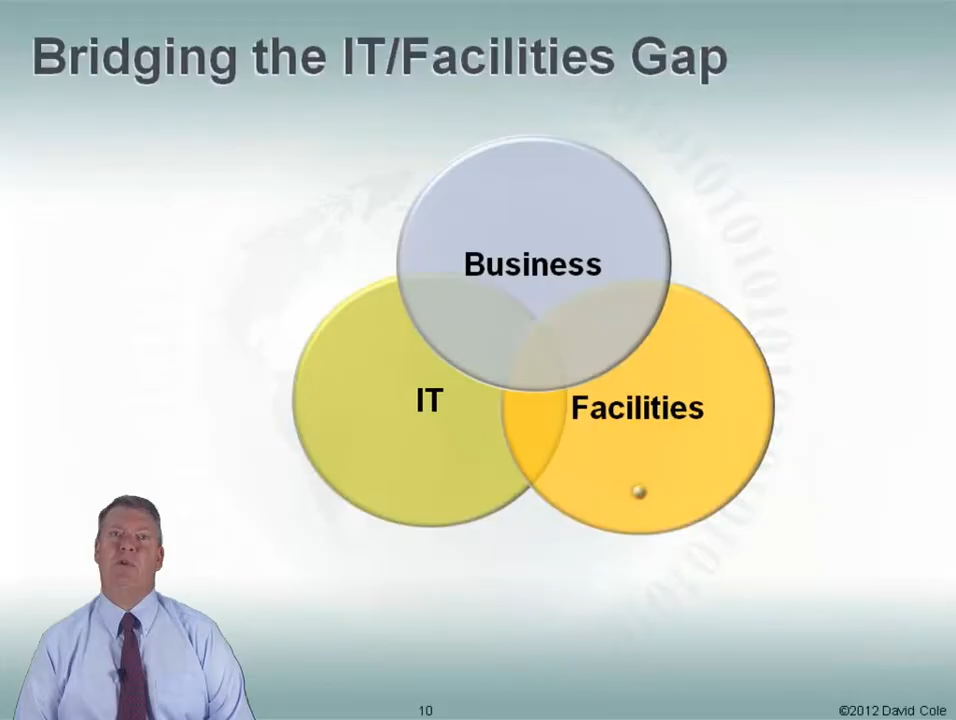 Bridging the IT/Facilities Gap
Business
IT
Facilities
10
©2012 David Cole